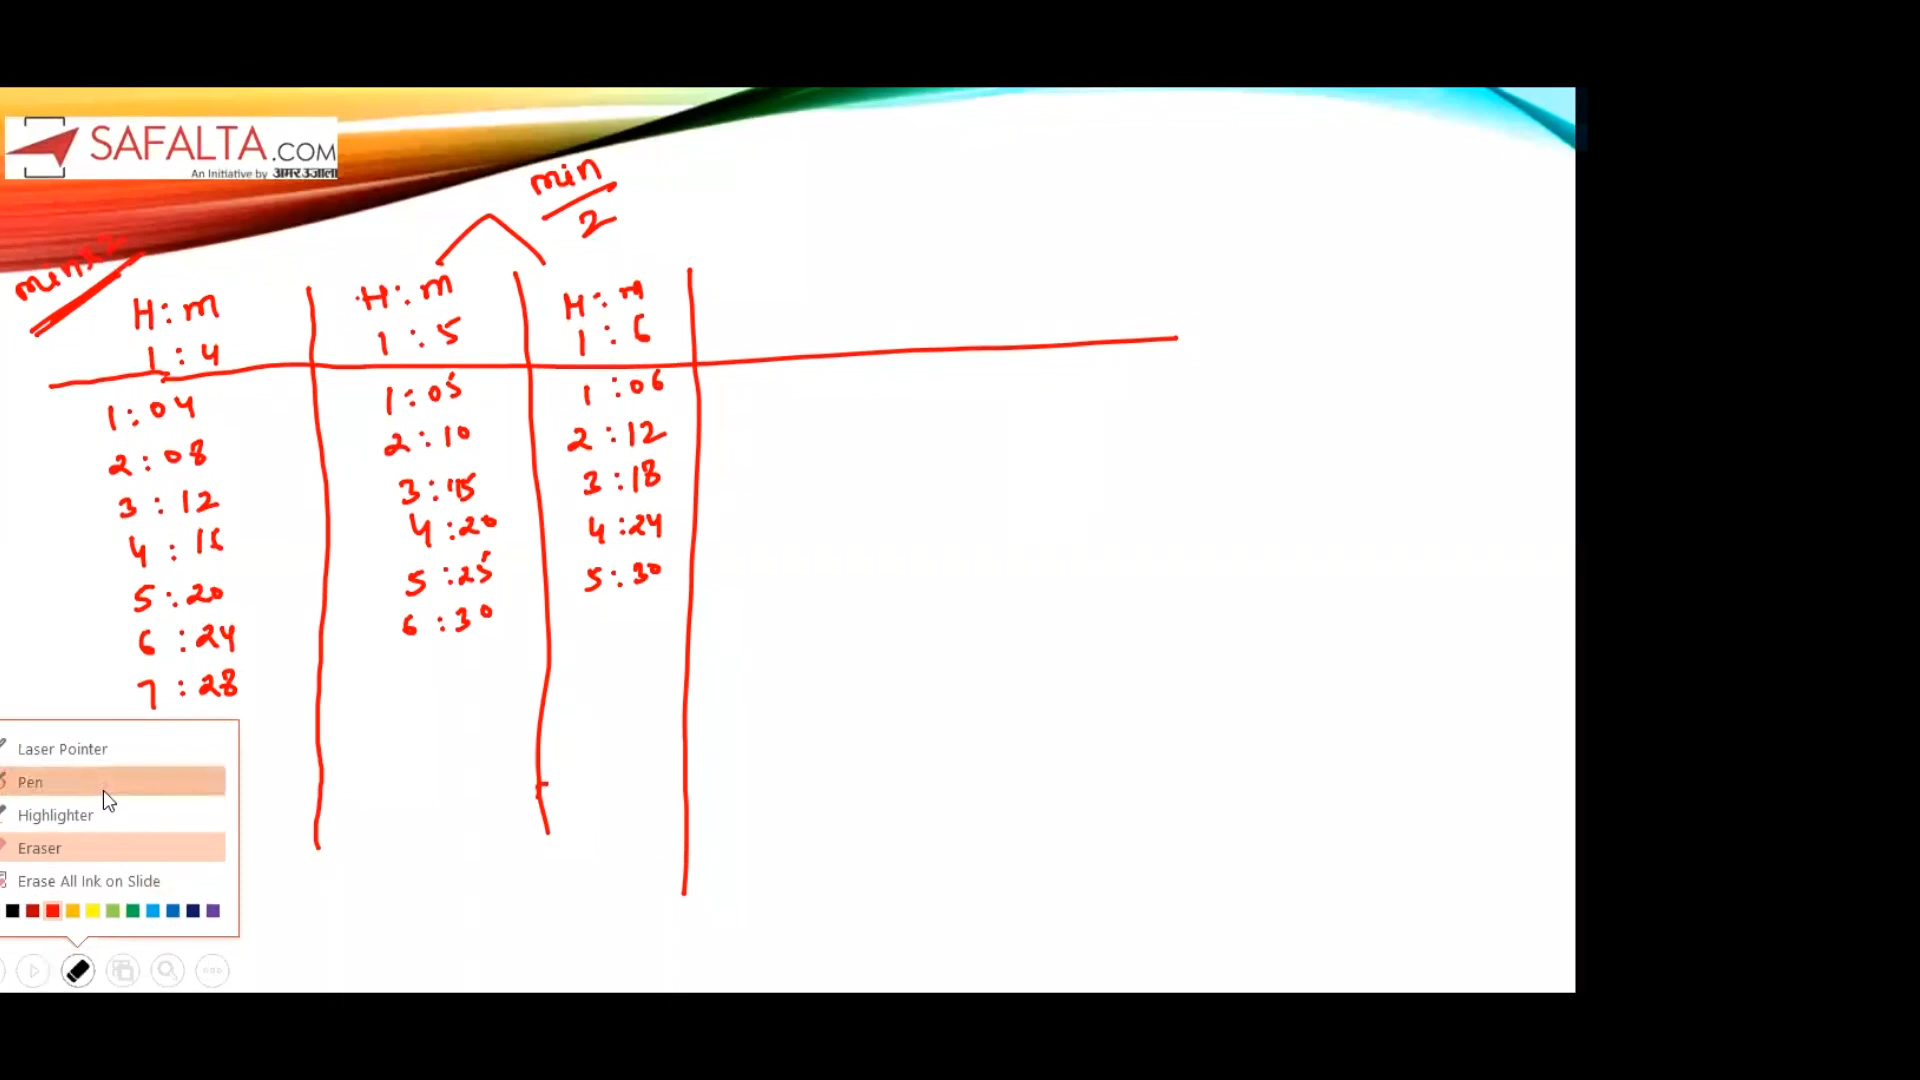 SAFALTA.COM
An Initiative by अमर उजाला
min×2
min/2
H:m
1:4
1:04
2:08
3:12
4:16
5:20
6:24
7:28
H:m
1:5
1:05
2:10
3:15
4:20
5:25
6:30
H:m
1:6
1:06
2:12
3:18
4:24
5:30
Laser Pointer
Pen
Highlighter
Eraser
Erase All Ink on Slide